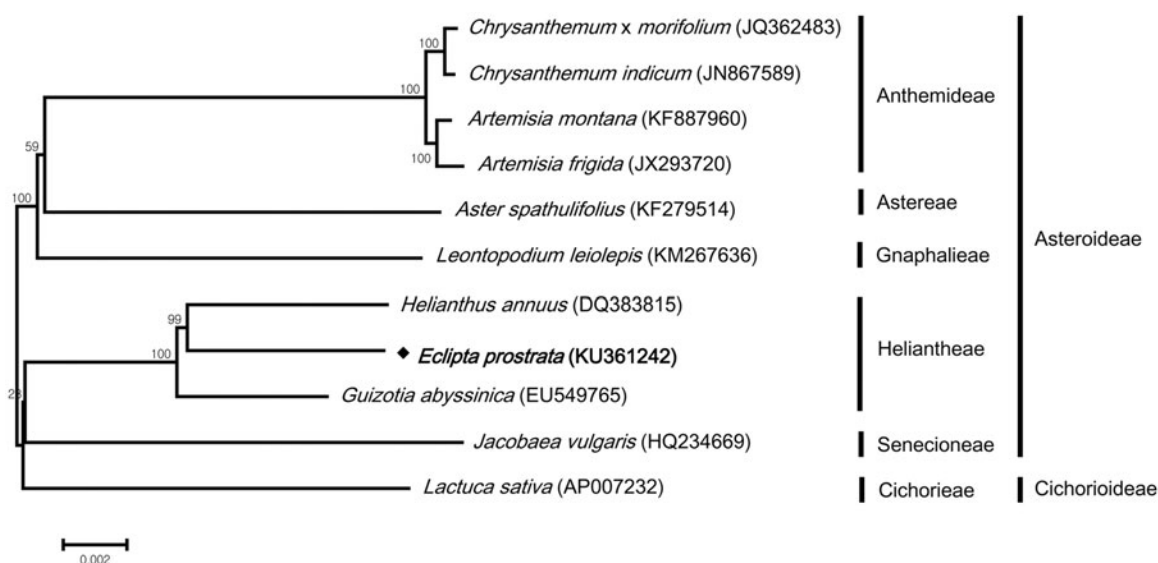 100
Chrysanthemum x morifolium (JQ362483)
100
Chrysanthemum indicum (JN867589)
Anthemideae
Artemisia montana (KF887960)
100
Artemisia frigida (JX293720)
59
Aster spathulifolius (KF279514)
Astereae
100
Leontopodium leiolepis (KM267636)
Gnaphalieae
Asteroideae
Helianthus annuus (DQ383815)
99
100
Eclipta prostrata (KU361242)
Heliantheae
Guizotia abyssinica (EU549765)
Jacobaea vulgaris (HQ234669)
Senecioneae
Lactuca sativa (AP007232)
Cichorieae
Cichorioideae
0.002